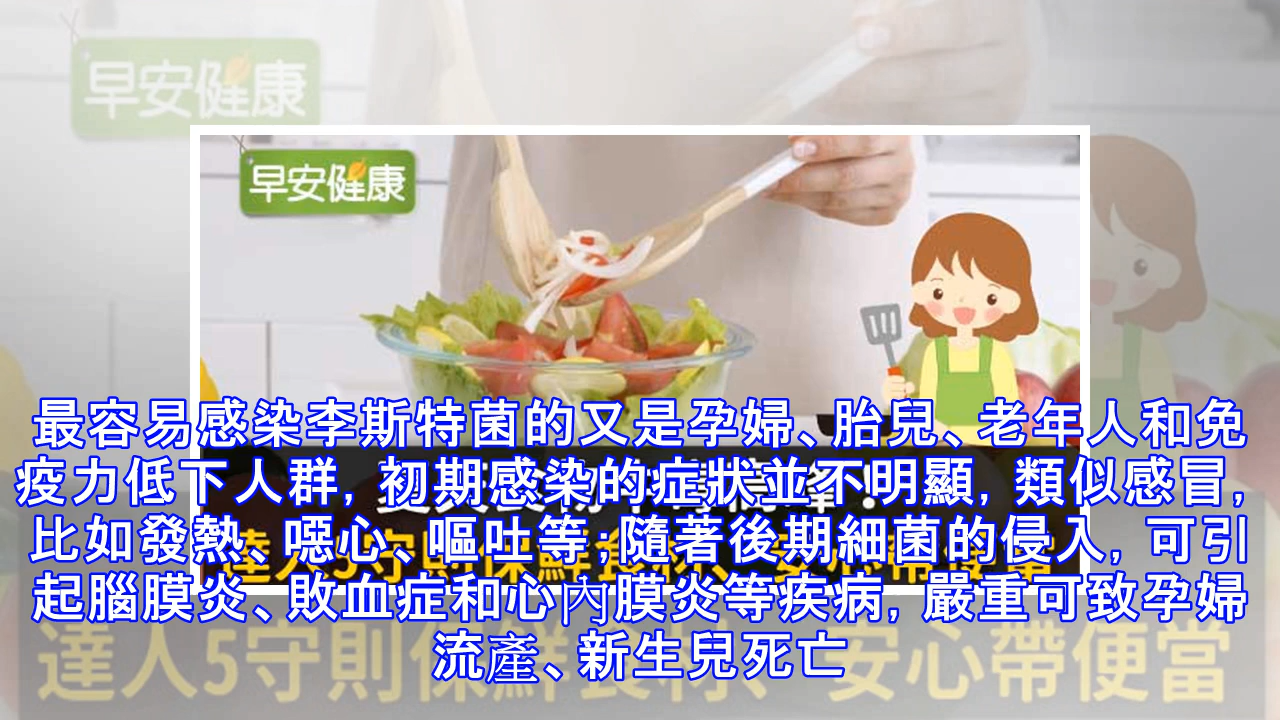 早安健康
早安健康
最容易感染李斯特菌的又是孕婦、胎兒、老年人和免
疫力低下人群, 初期感染的症狀並不明顯, 類似感冒,
比如發熱、噁心、嘔吐等; 隨著後期細菌的侵入, 可引
起腦膜炎、敗血症和心內膜炎等疾病, 嚴重可致孕婦
流產、新生兒死亡
達人5守則保鮮食材、安心帶便當